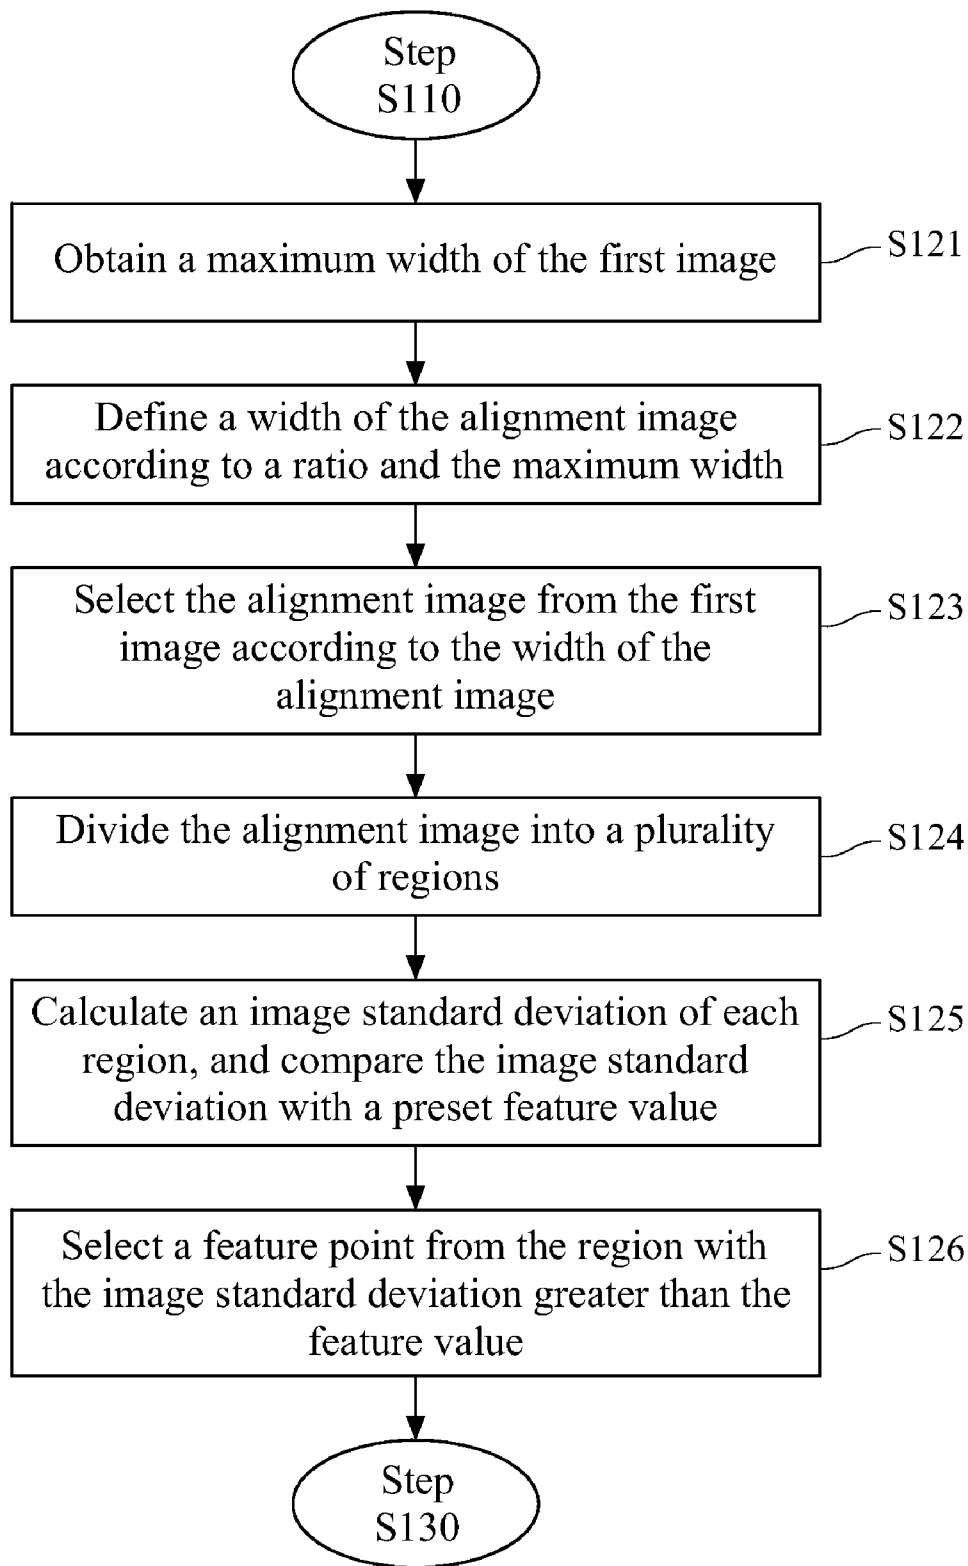 Step
S110
Obtain a maximum width of the first image
S121
Define a width of the alignment image
according to a ratio and the maximum width
S122
Select the alignment image from the first
image according to the width of the
alignment image
S123
Divide the alignment image into a plurality
of regions
S124
Calculate an image standard deviation of each
region, and compare the image standard
deviation with a preset feature value
S125
Select a feature point from the region with
the image standard deviation greater than the
feature value
S126
Step
S130